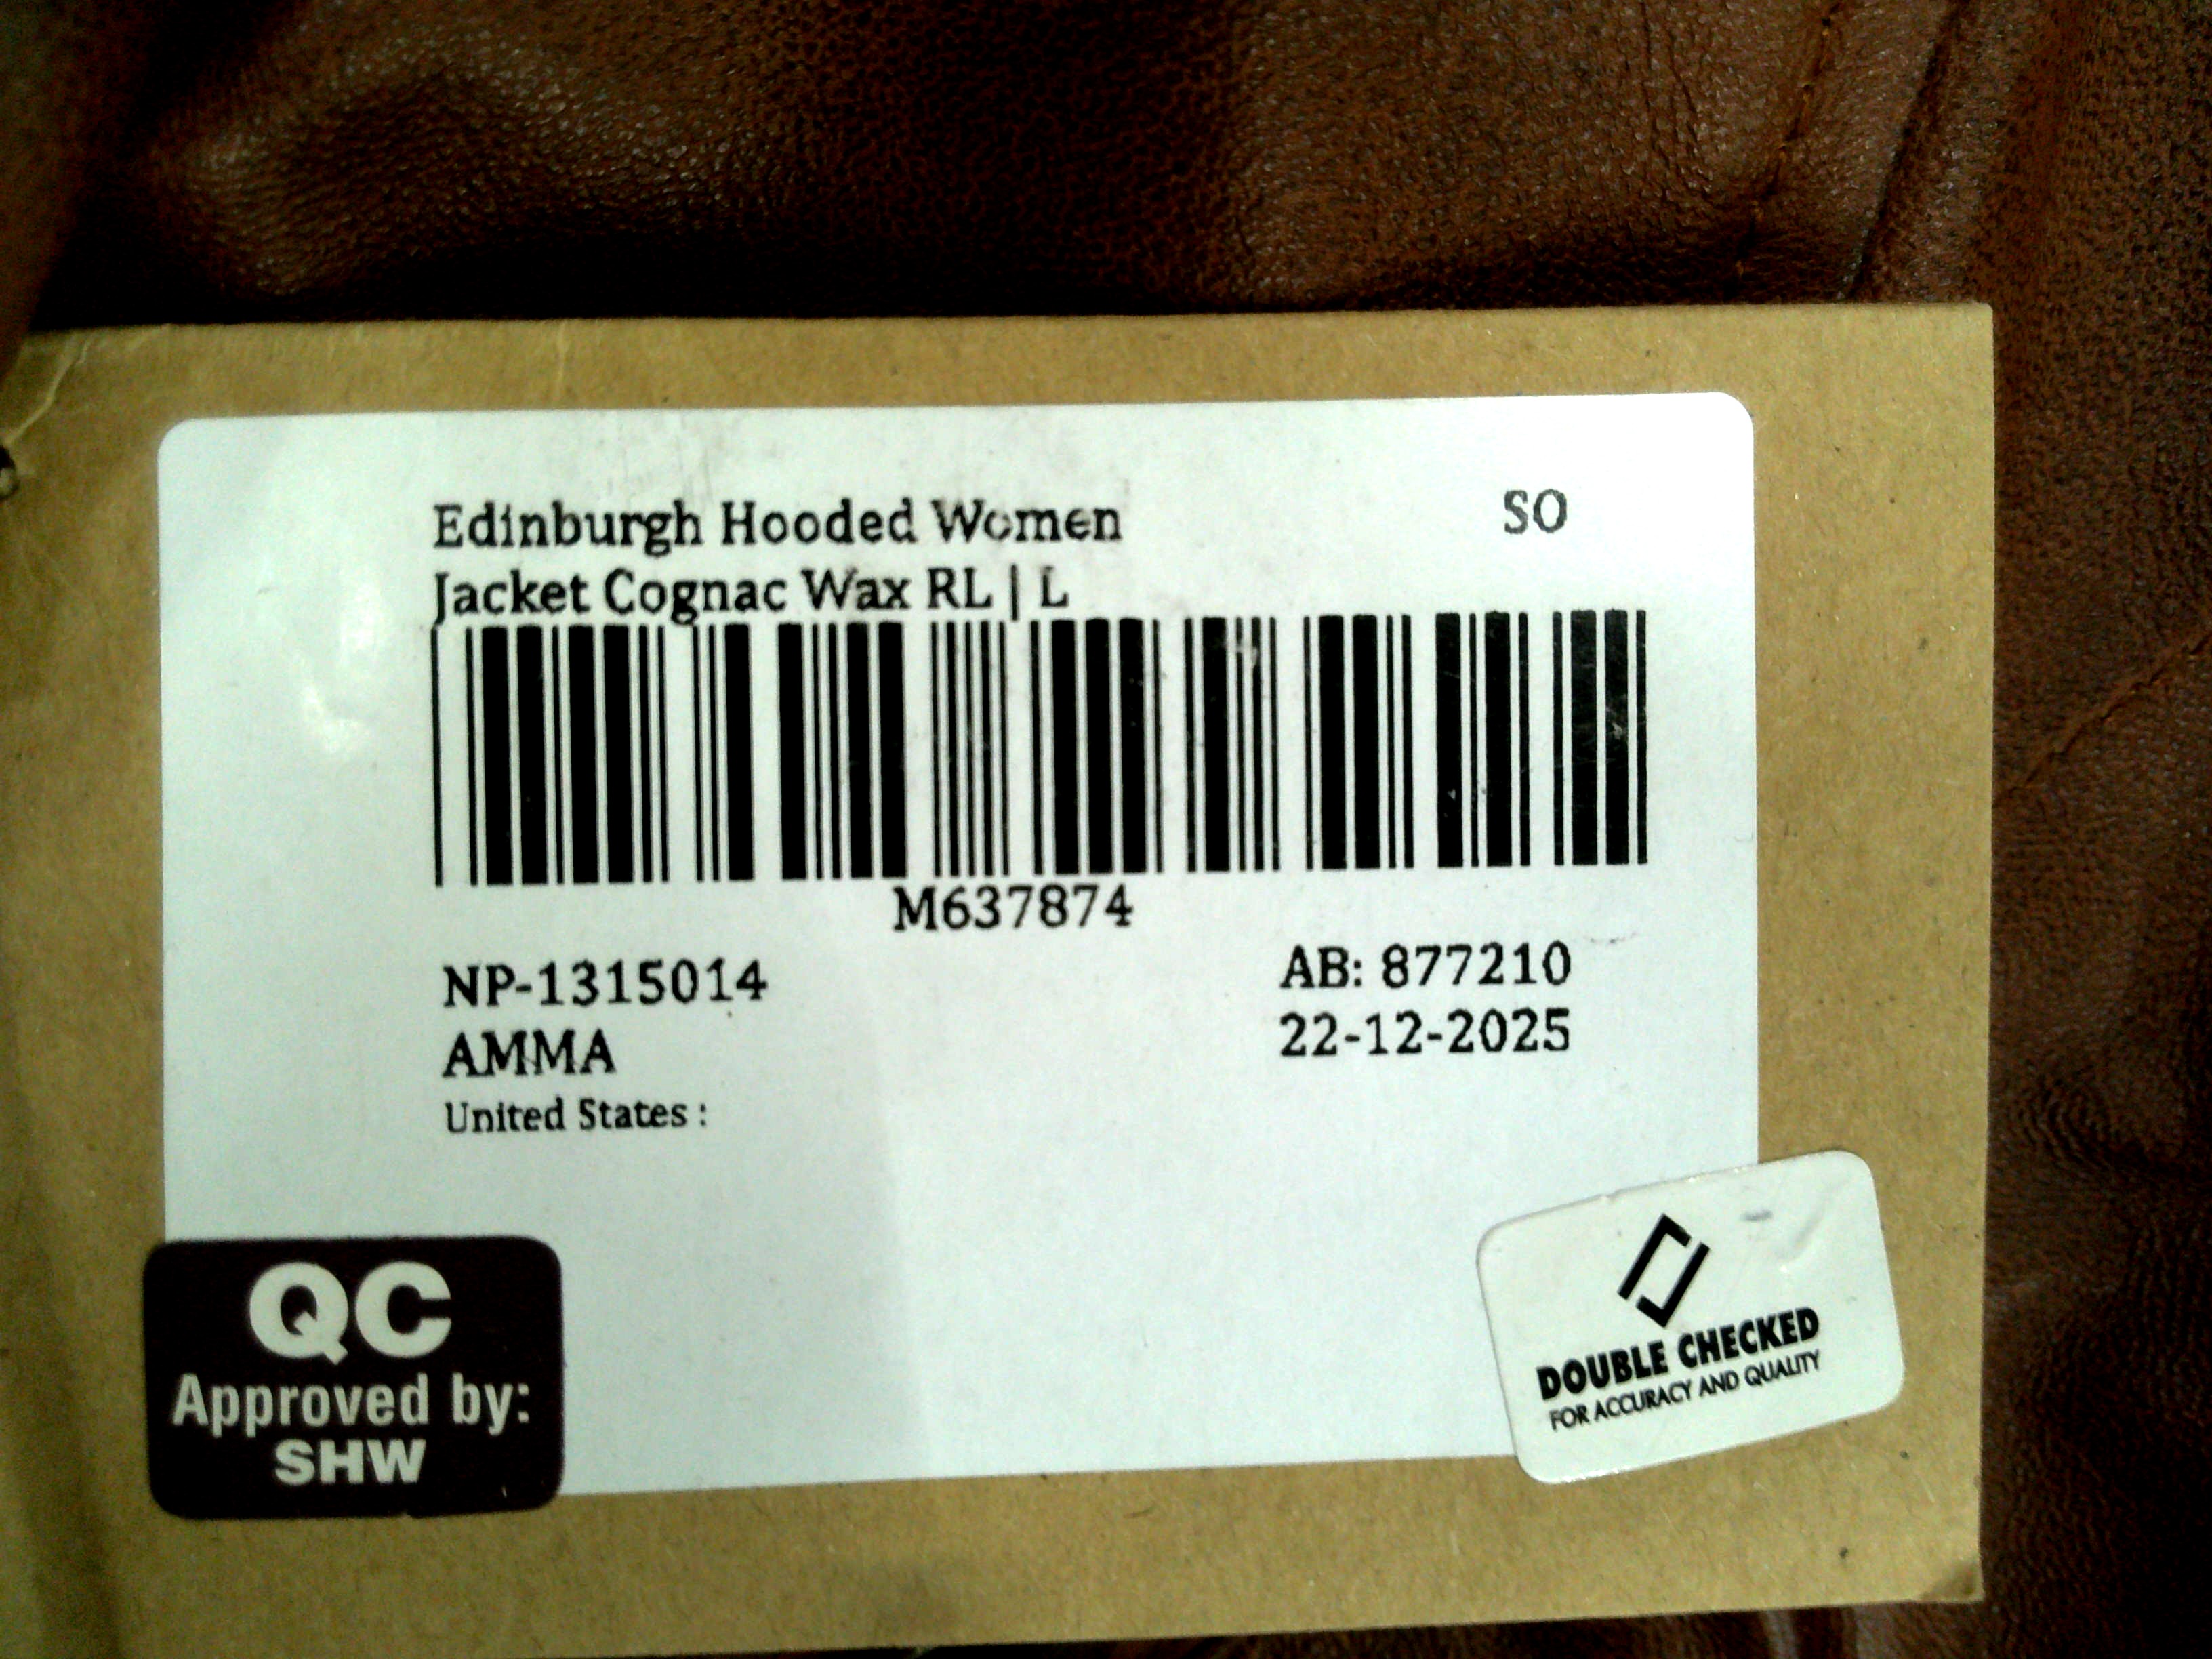 Edinburgh Hooded Women
Jacket Cognac Wax RL | L
SO
M637874
NP-1315014
AMMA
United States :
AB: 877210
22-12-2025
QC
Approved by:
SHW
DOUBLE CHECKED
FOR ACCURACY AND QUALITY